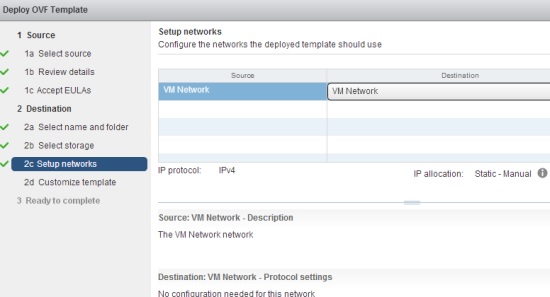 Deploy OVF Template
1 Source
1a Select source
1b Review details
1c Accept EULAs
2 Destination
2a Select name and folder
2b Select storage
2c Setup networks
2d Customize template
3 Ready to complete
Setup networks
Configure the networks the deployed template should use
Source Destination
VM Network VM Network
IP protocol: IPv4 IP allocation: Static - Manual
Source: VM Network - Description
The VM Network network
Destination: VM Network - Protocol settings
No configuration needed for this network